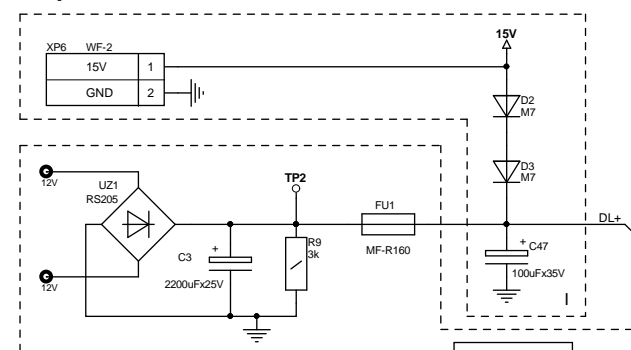 15V
XP6 WF-2
15V 1
GND 2
D2
M7
D3
M7
12V
UZ1
RS205
TP2
FU1
MF-R160
DL+
R9
3k
C3
+
2200uFx25V
+ C47
100uFx35V
12V
I